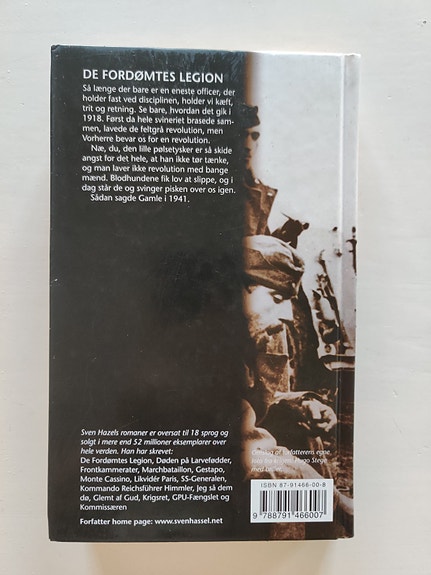 DE FORDØMTES LEGION
Så længe der bare er en eneste officer, der
holder fast ved disciplinen, holder vi kæft,
trit og retning. Se bare, hvordan det gik i
1918. Først da hele svineriet brasede sam-
men, lavede de feltgrå revolution, men
Vorherre bevar os for en revolution.
Næ, du, den lille pølsetysker er så skide
angst for det hele, at han ikke tør tænke,
og man laver ikke revolution med bange
mænd. Blodhundene fik lov at slippe, og i
dag står de og svinger pisken over os igen.
Sådan sagde Gamle i 1941.
Sven Hazels romaner er oversat til 18 sprog og
solgt i mere end 52 millioner eksemplarer over
hele verden. Han har skrevet:
De Fordømtes Legion, Døden på Larvefødder,
Frontkammerater, Marchbataillon, Gestapo,
Monte Cassino, Likvidér Paris, SS-Generalen,
Kommando Reichsführer Himmler, Jeg så dem
dø, Glemt af Gud, Krigsret, GPU-Fængslet og
Kommissæren
Forfatter home page: www.svenhassel.net
Omslag af forfatterens egne
Hugo Stege
med
ISBN 87-91466-00-8
9 788791 466007